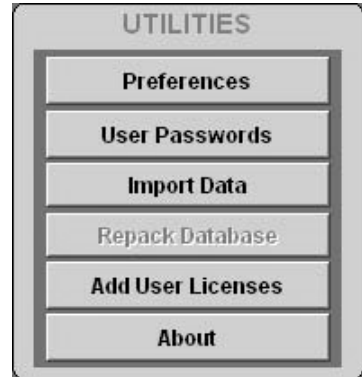 UTILITIES
Preferences
User Passwords
Import Data
Repack Database
Add User Licenses
About